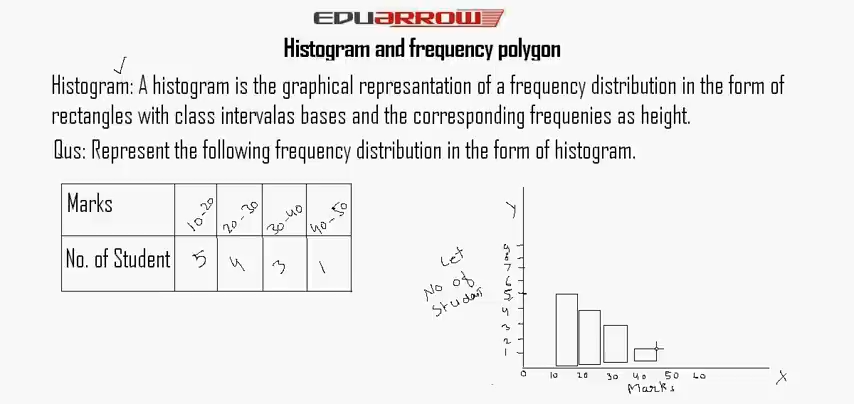 EDUARROW
Histogram and frequency polygon
Histogram: A histogram is the graphical represantation of a frequency distribution in the form of
rectangles with class intervalas bases and the corresponding frequenies as height.
Qus: Represent the following frequency distribution in the form of histogram.
Marks 10-20 20-30 30-40 40-50
No. of Student 5 4 3 1
Y
Let
No of
Student
9
8
7
6
5
4
3
2
1
0 10 20 30 40 50 60 X
Marks